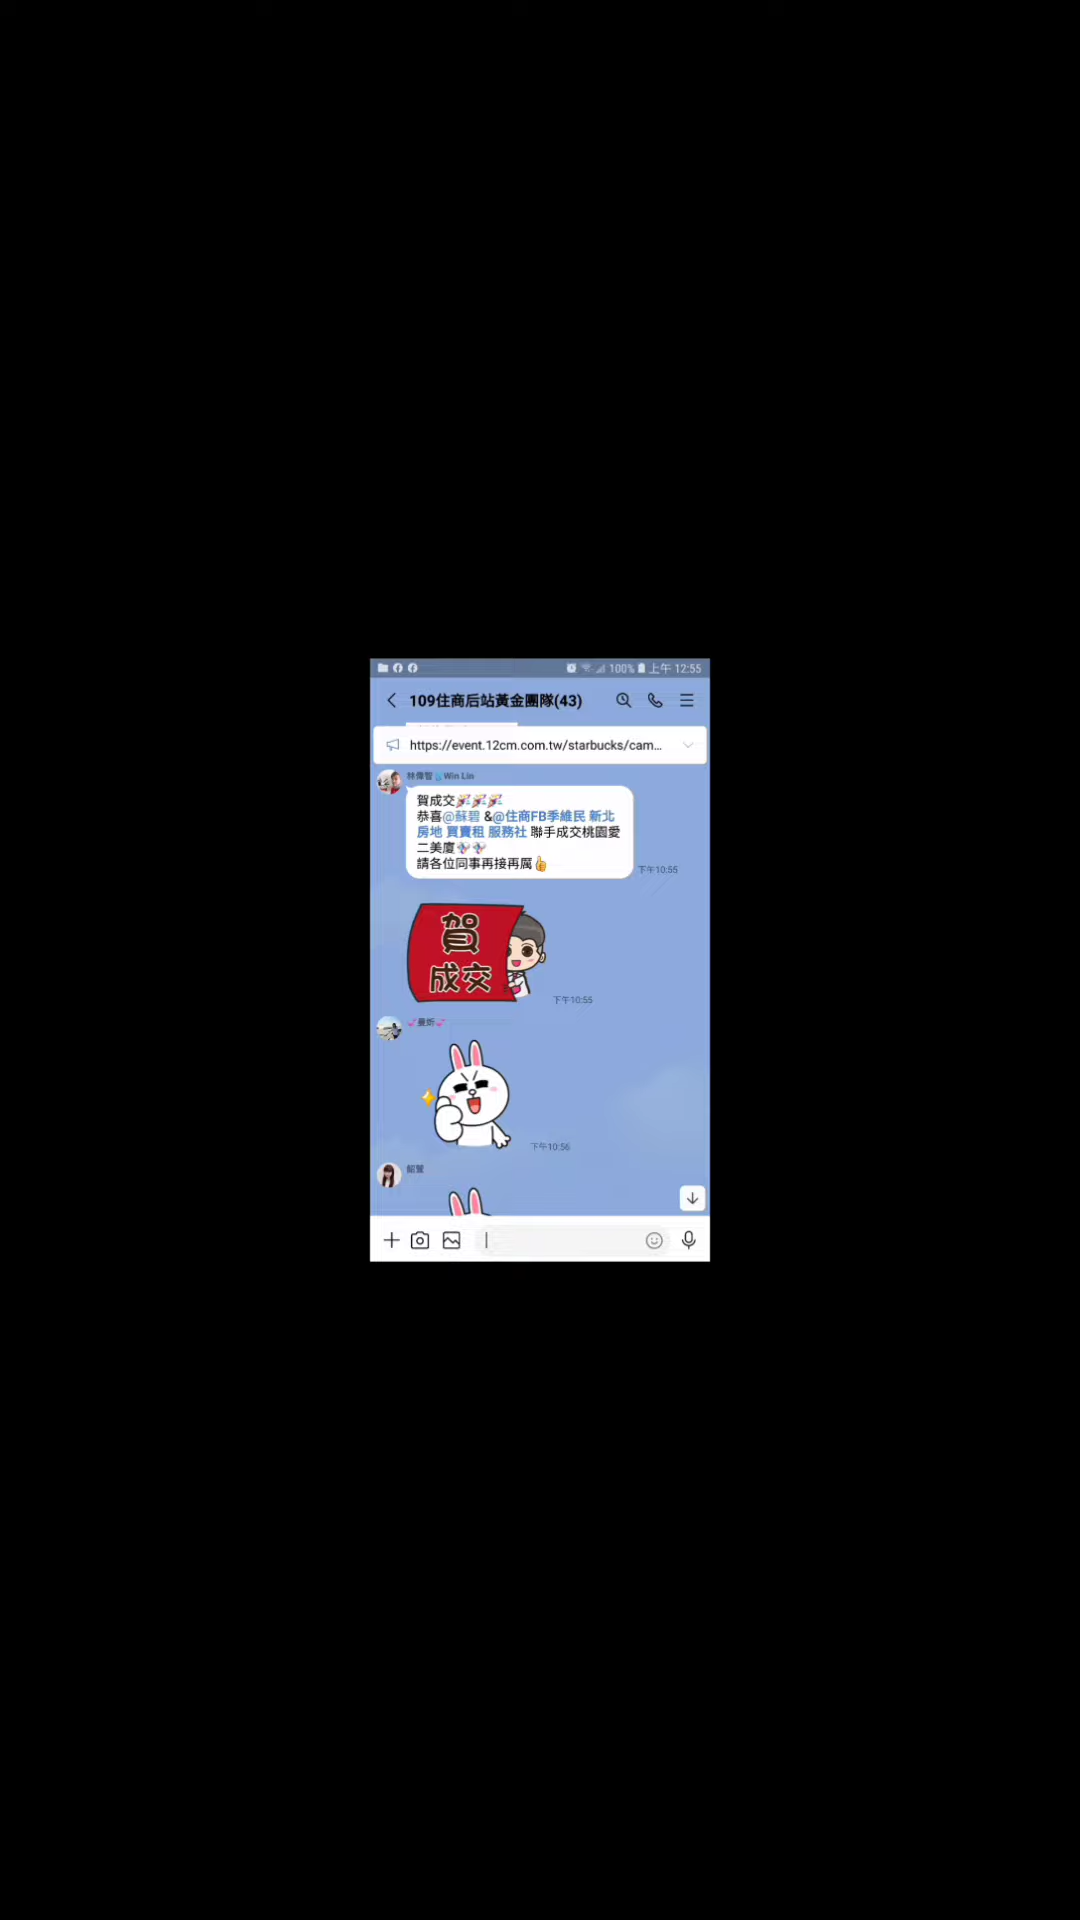 100% 上午 12:55
109住商后站黃金團隊(43)
https://event.12cm.com.tw/starbucks/cam...
林偉智 Win Lin
賀成交🎉🎉🎉
恭喜@蘇碧 &@住商FB季維民 新北
房地 買賣租 服務社 聯手成交桃園愛
二美廈
請各位同事再接再厲👍
下午10:55
賀
成交
下午10:55
下午10:56